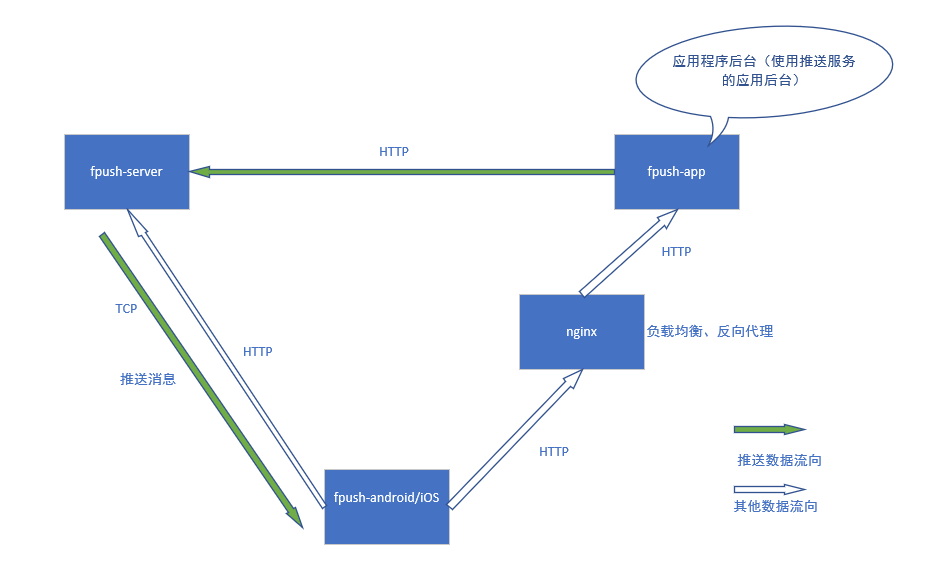 应用程序后台（使用推送服务
的应用后台）
HTTP
fpush-server
fpush-app
HTTP
TCP
nginx
负载均衡、反向代理
HTTP
推送消息
HTTP
推送数据流向
fpush-android/iOS
其他数据流向